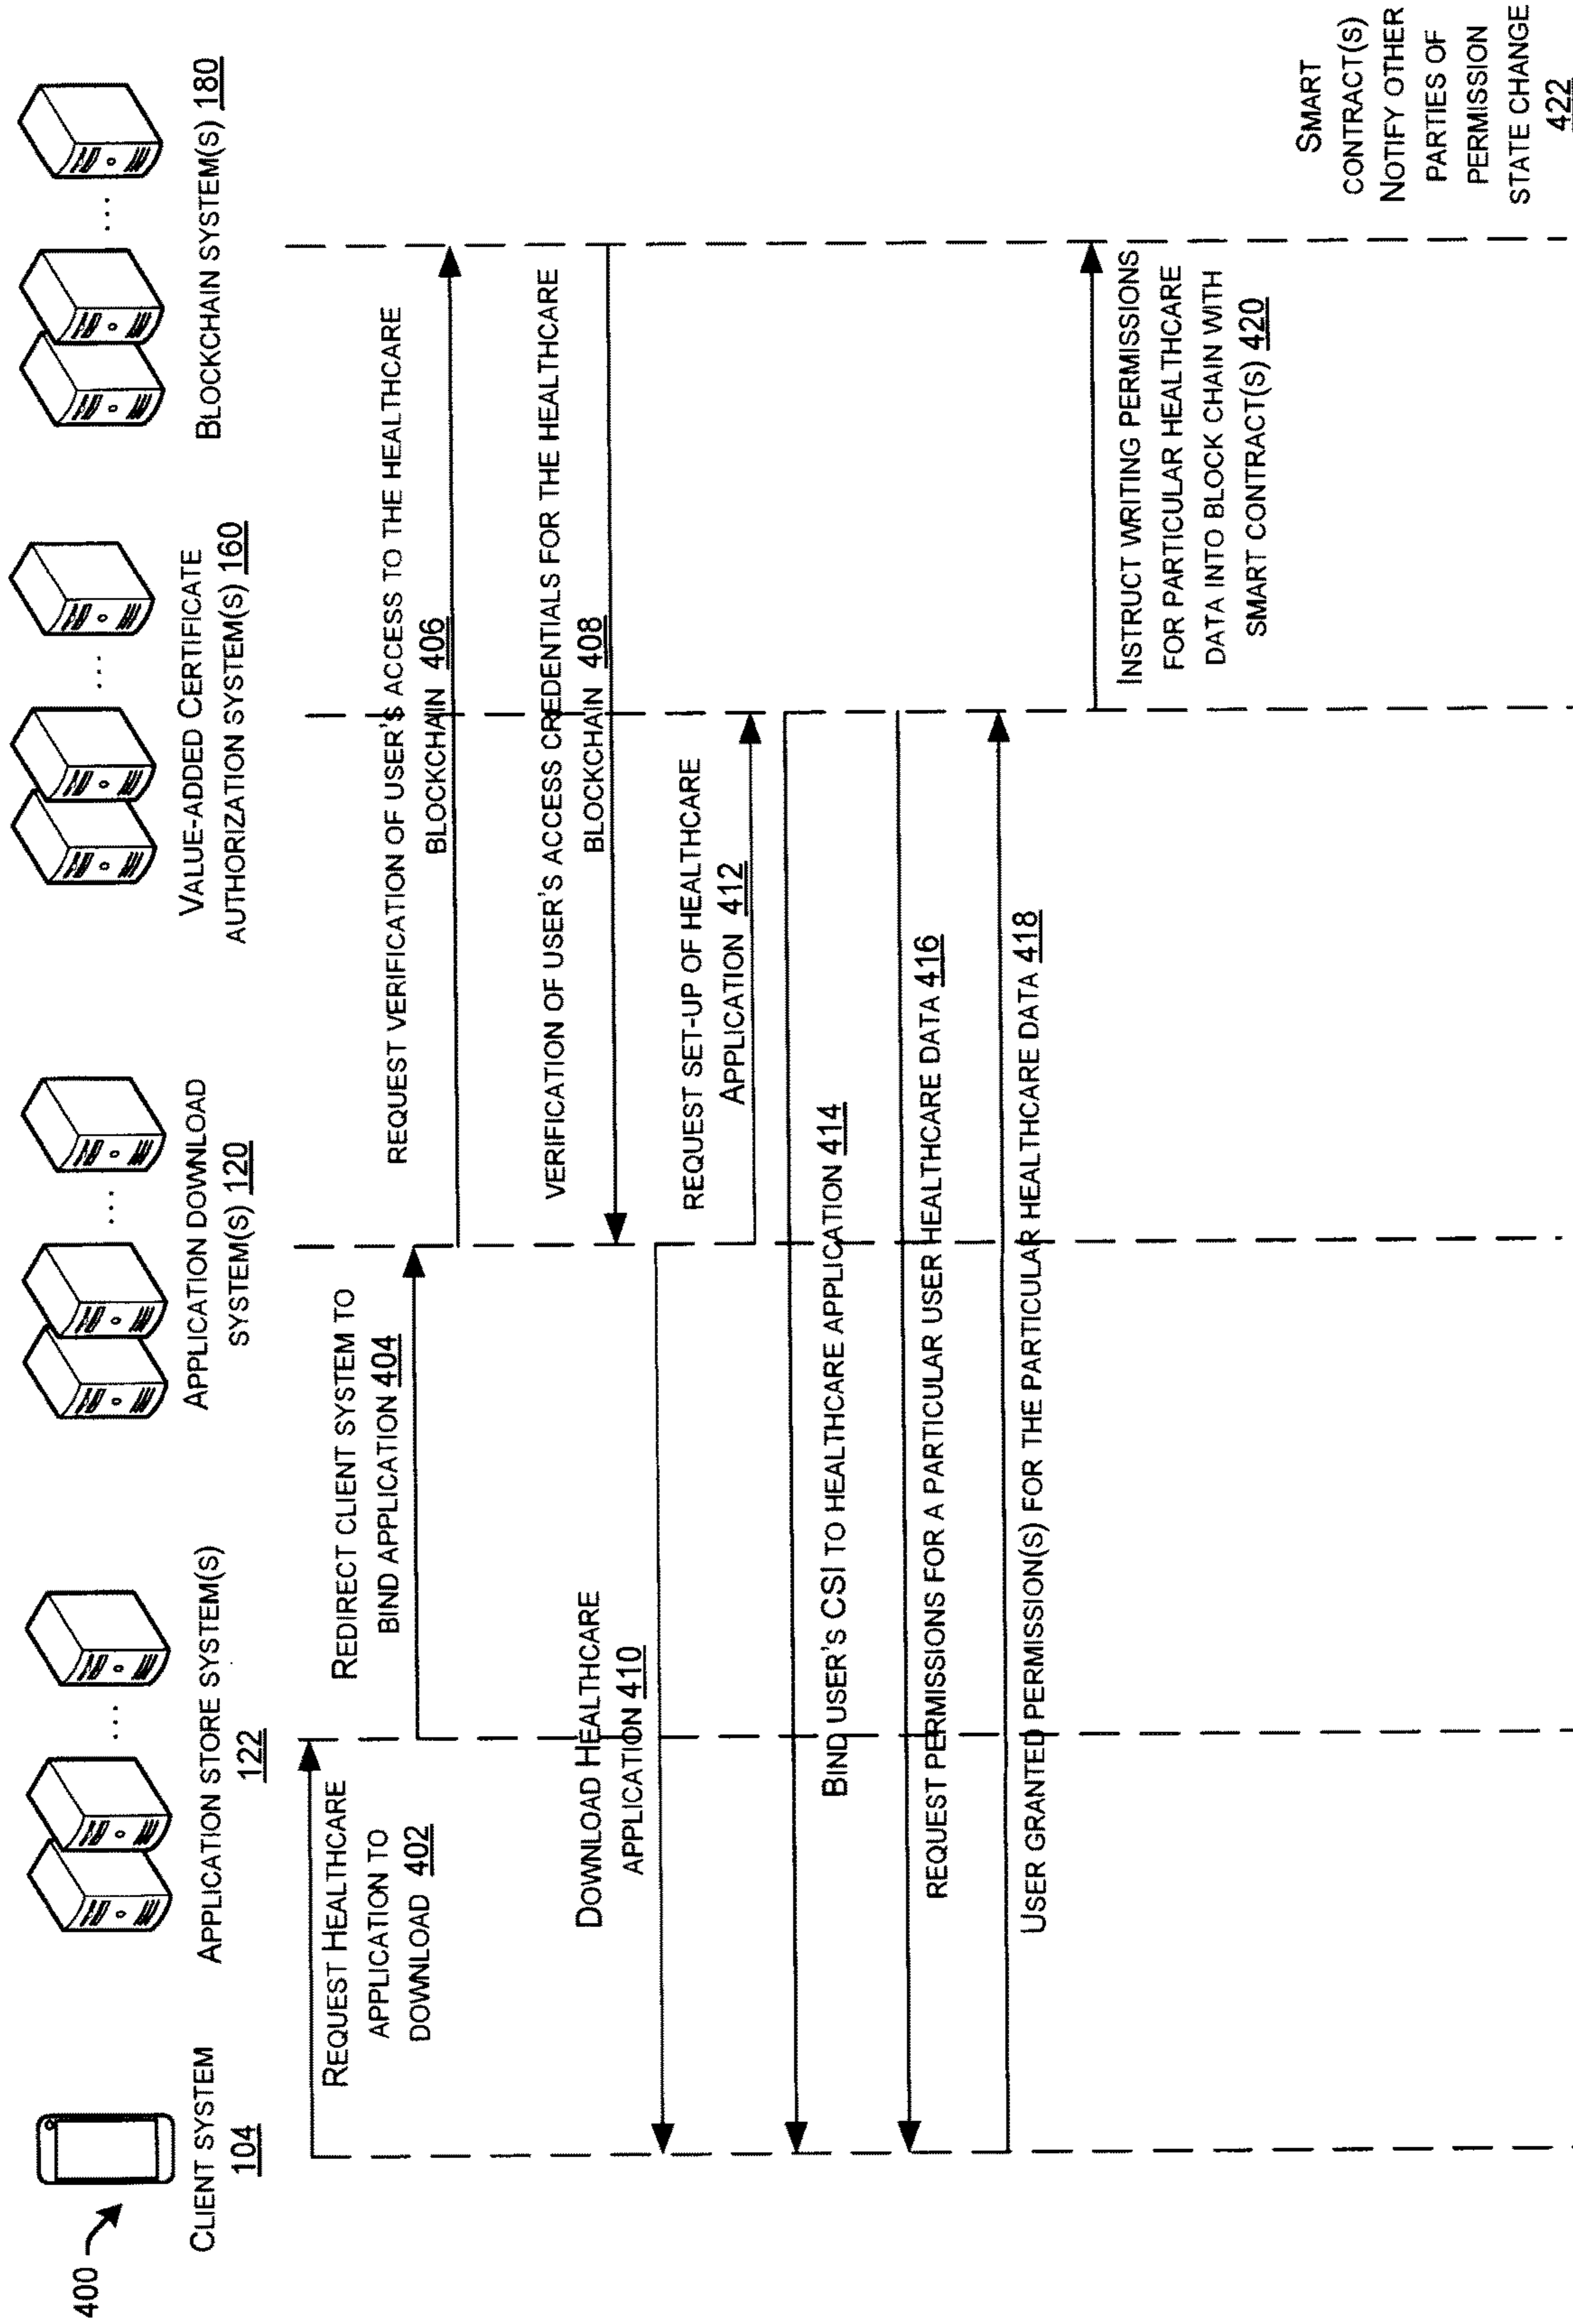 400
CLIENT SYSTEM
104
APPLICATION STORE SYSTEM(S)
122
APPLICATION DOWNLOAD
SYSTEM(S) 120
VALUE-ADDED CERTIFICATE
AUTHORIZATION SYSTEM(S) 160
BLOCKCHAIN SYSTEM(S) 180
REQUEST HEALTHCARE
APPLICATION TO
DOWNLOAD 402
REDIRECT CLIENT SYSTEM TO
BIND APPLICATION 404
REQUEST VERIFICATION OF USER'S ACCESS TO THE HEALTHCARE
BLOCKCHAIN 406
VERIFICATION OF USER'S ACCESS CREDENTIALS FOR THE HEALTHCARE
BLOCKCHAIN 408
DOWNLOAD HEALTHCARE
APPLICATION 410
REQUEST SET-UP OF HEALTHCARE
APPLICATION 412
BIND USER'S CSI TO HEALTHCARE APPLICATION 414
REQUEST PERMISSIONS FOR A PARTICULAR USER HEALTHCARE DATA 416
USER GRANTED PERMISSION(S) FOR THE PARTICULAR HEALTHCARE DATA 418
INSTRUCT WRITING PERMISSIONS
FOR PARTICULAR HEALTHCARE
DATA INTO BLOCK CHAIN WITH
SMART CONTRACT(S) 420
SMART
CONTRACT(S)
NOTIFY OTHER
PARTIES OF
PERMISSION
STATE CHANGE
422